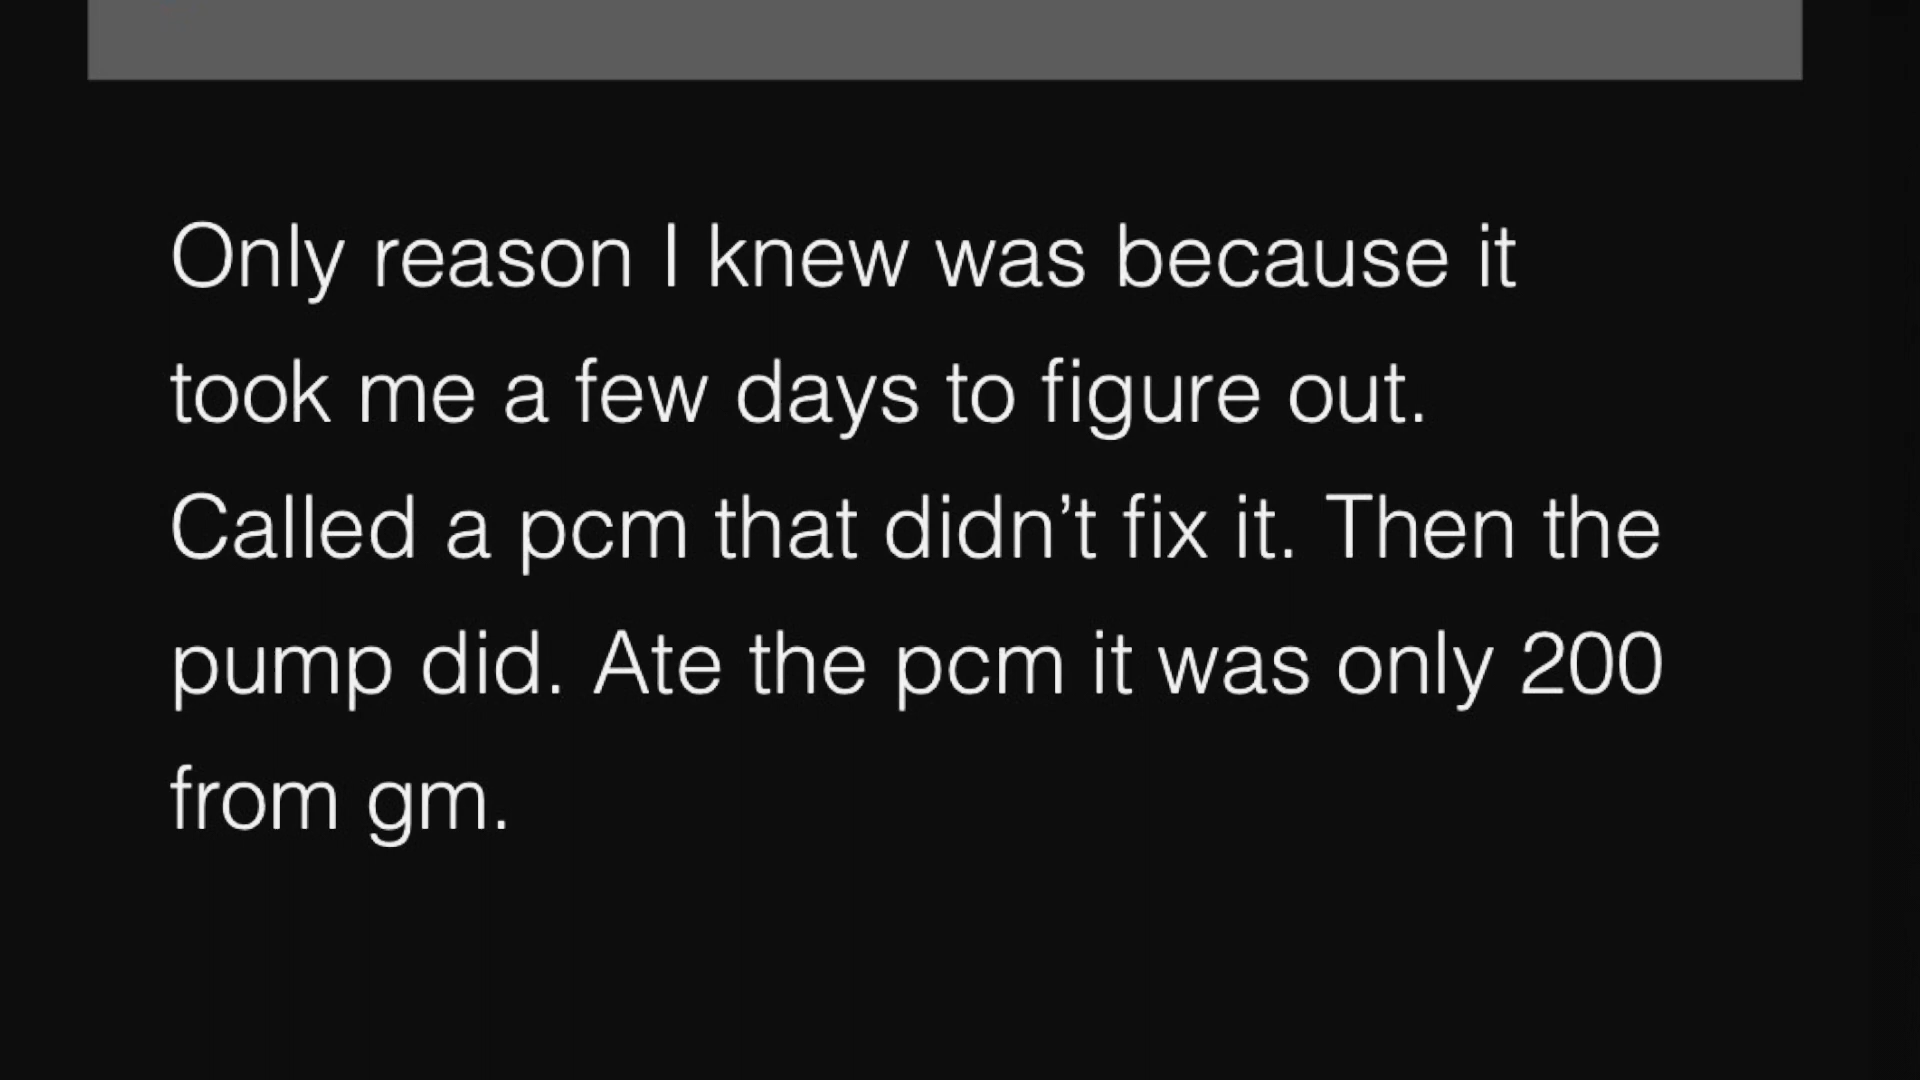 Only reason I knew was because it
took me a few days to figure out.
Called a pcm that didn’t fix it. Then the
pump did. Ate the pcm it was only 200
from gm.